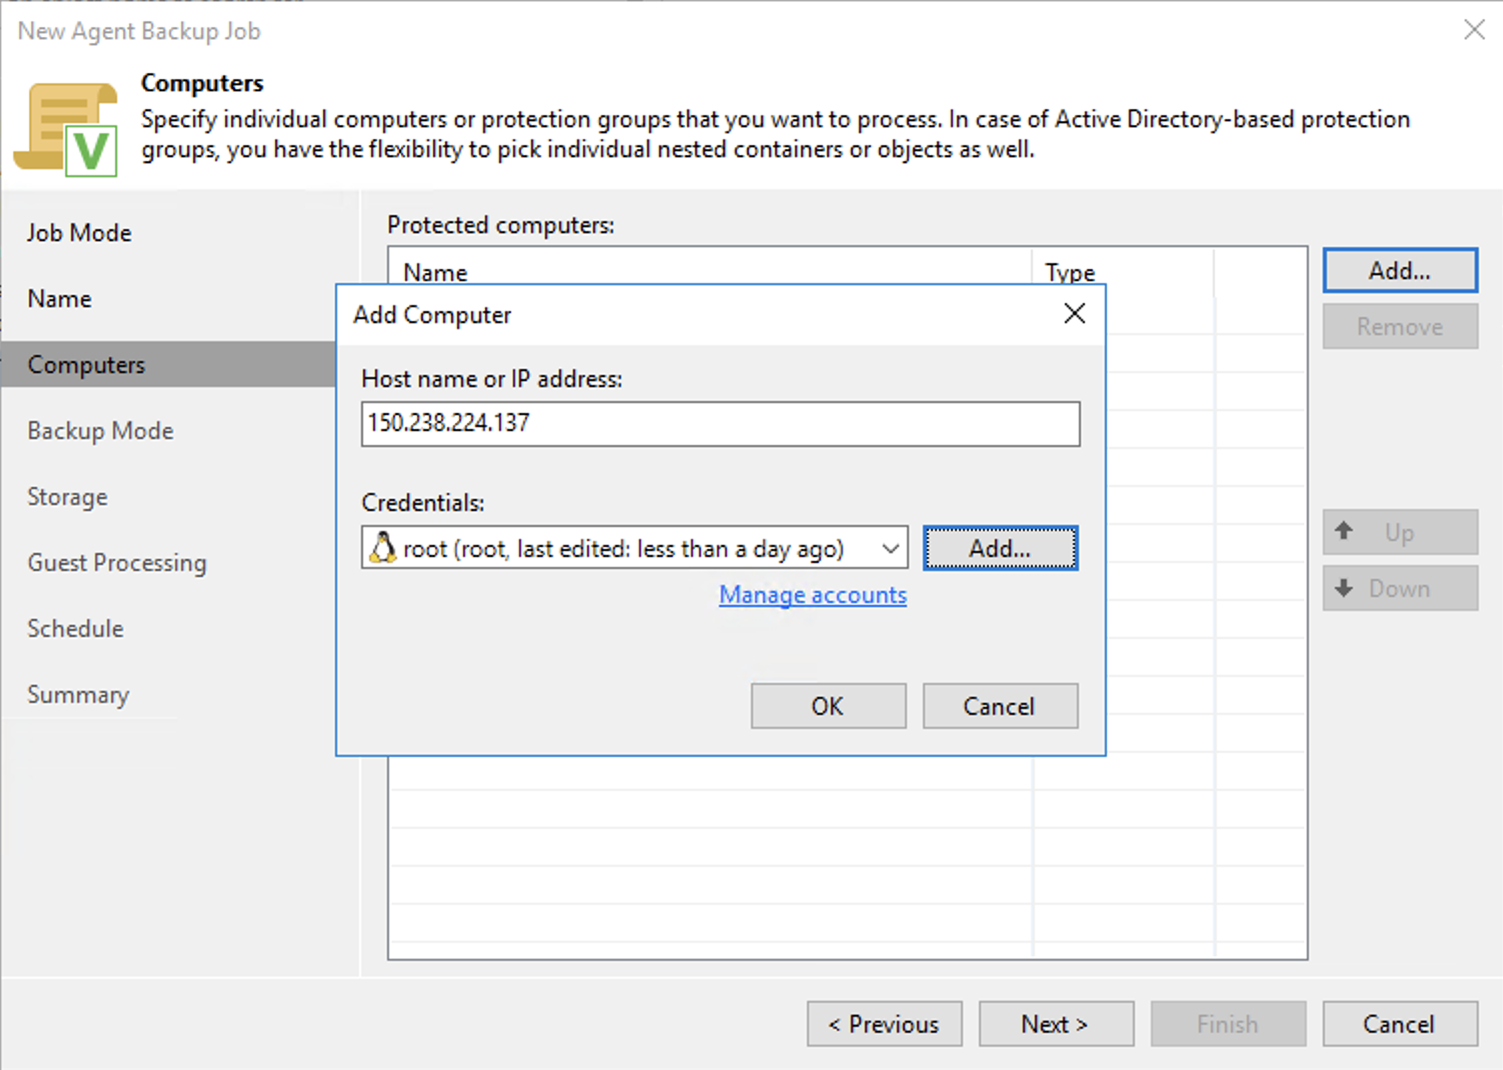 New Agent Backup Job
Computers
Specify individual computers or protection groups that you want to process. In case of Active Directory-based protection
groups, you have the flexibility to pick individual nested containers or objects as well.
Job Mode
Name
Computers
Backup Mode
Storage
Guest Processing
Schedule
Summary
Protected computers:
Name Type
Add...
Remove
Up
Down
Add Computer
Host name or IP address:
150.238.224.137
Credentials:
root (root, last edited: less than a day ago) Add...
Manage accounts
OK Cancel
< Previous Next > Finish Cancel